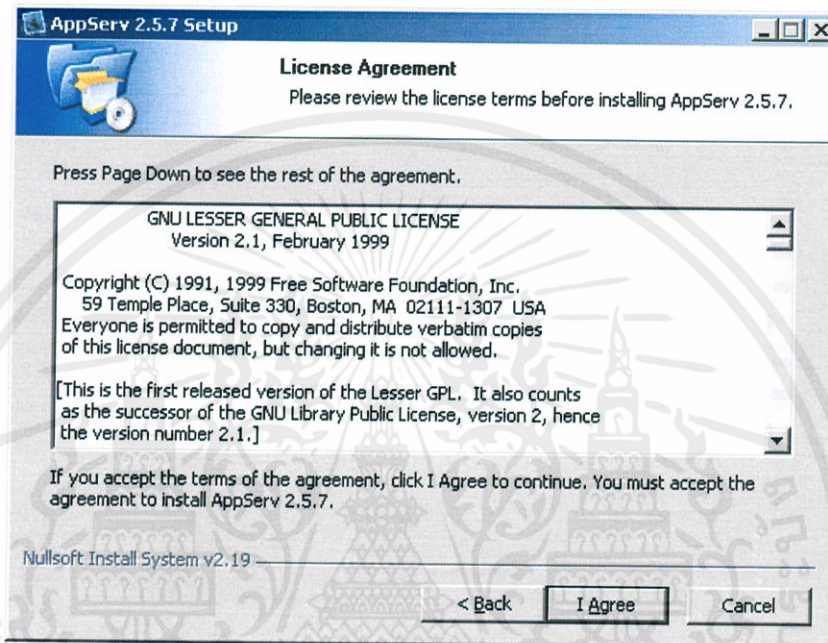 AppServ 2.5.7 Setup
License Agreement
Please review the license terms before installing AppServ 2.5.7.
Press Page Down to see the rest of the agreement.
GNU LESSER GENERAL PUBLIC LICENSE
Version 2.1, February 1999
Copyright (C) 1991, 1999 Free Software Foundation, Inc.
59 Temple Place, Suite 330, Boston, MA 02111-1307 USA
Everyone is permitted to copy and distribute verbatim copies
of this license document, but changing it is not allowed.
[This is the first released version of the Lesser GPL. It also counts
as the successor of the GNU Library Public License, version 2, hence
the version number 2.1.]
If you accept the terms of the agreement, click I Agree to continue. You must accept the
agreement to install AppServ 2.5.7.
Nullsoft Install System v2.19
< Back I Agree Cancel